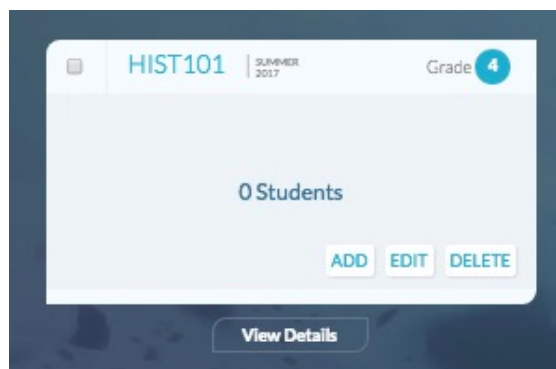 HIST101
SUMMER
2017
Grade 4
0 Students
ADD EDIT DELETE
View Details